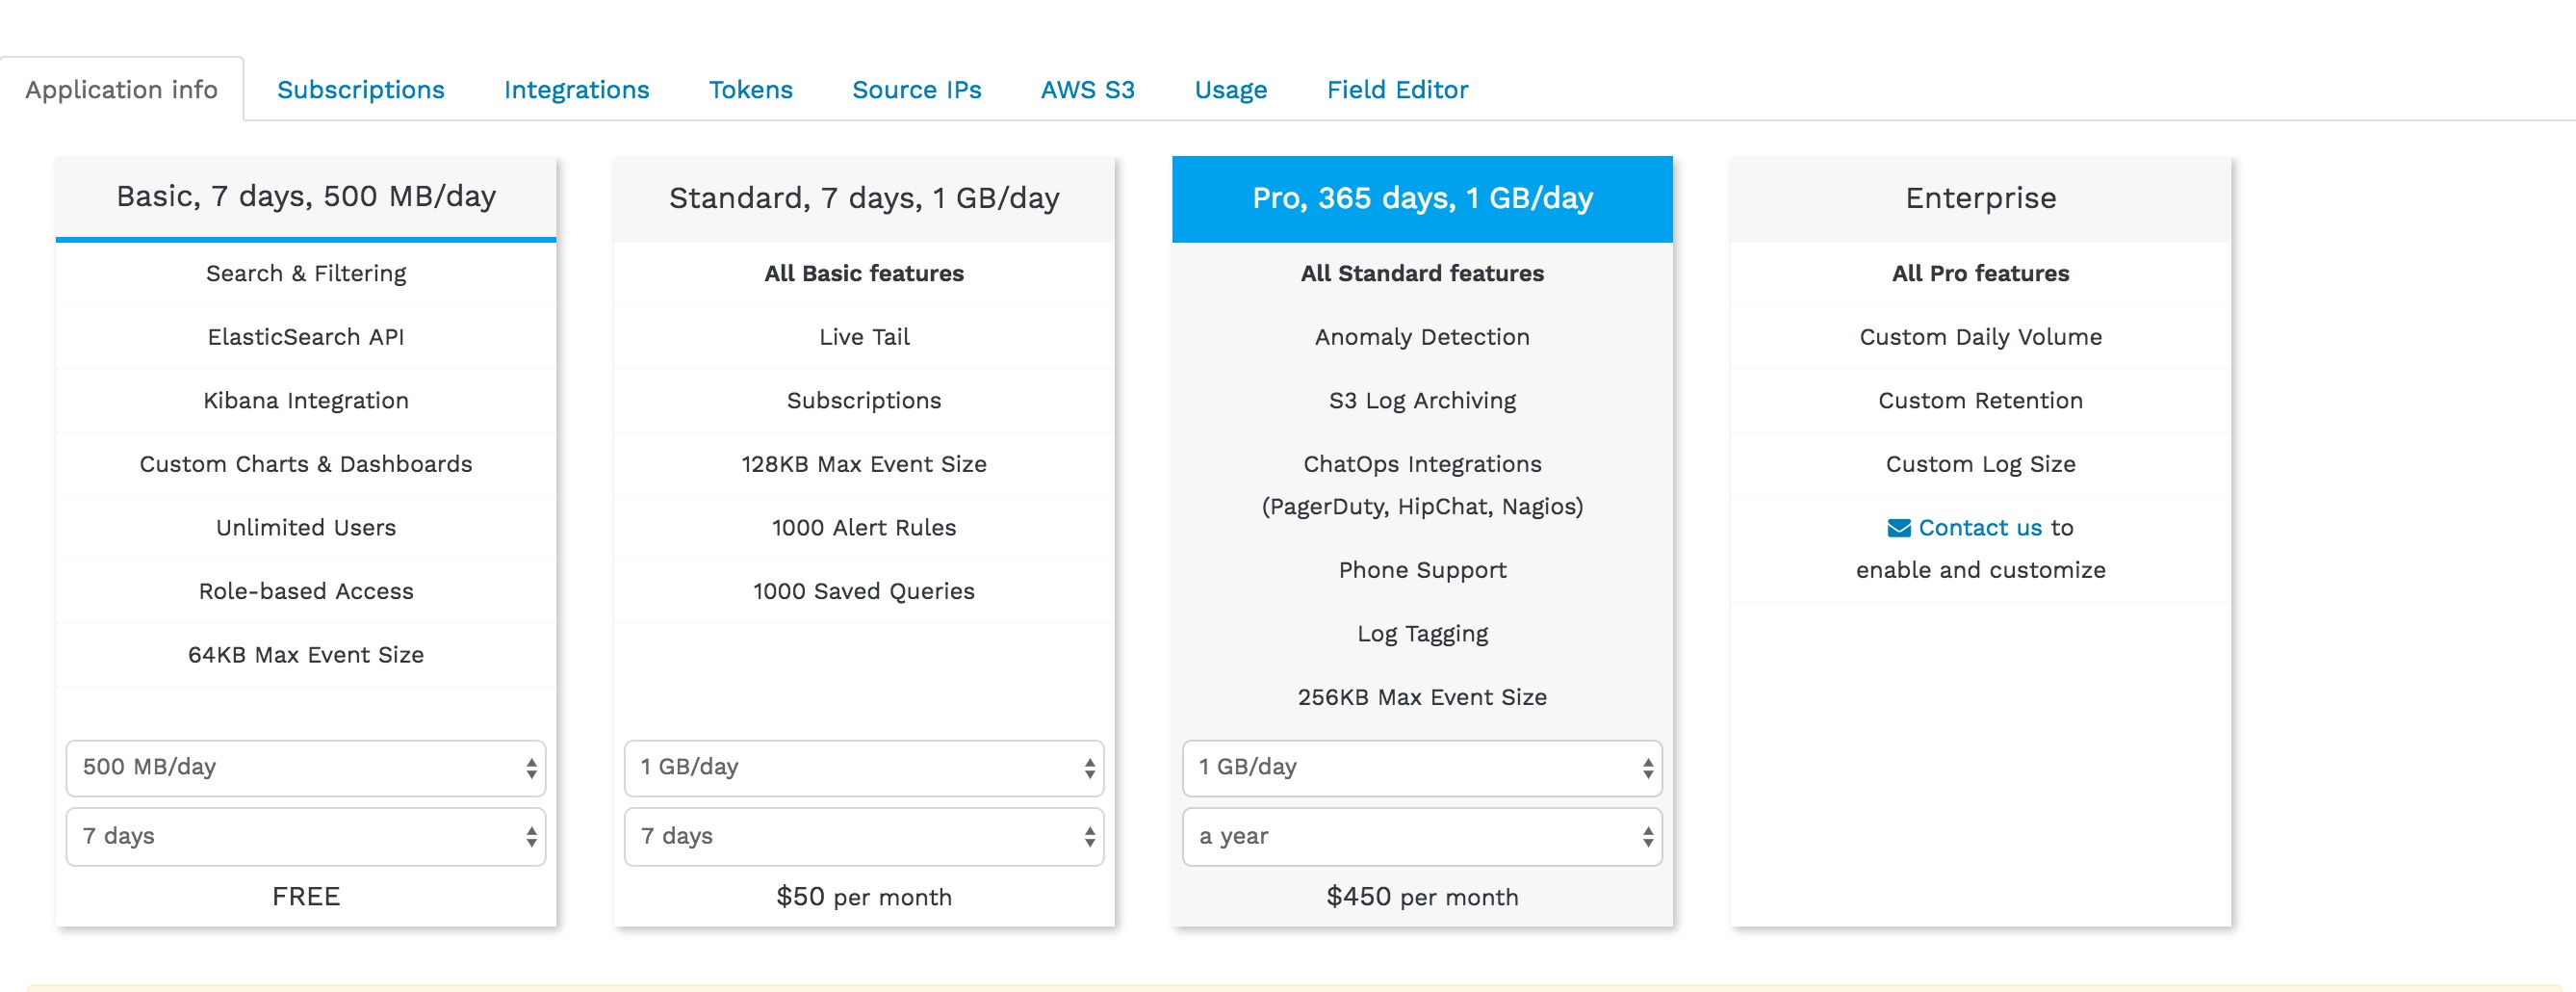 Application info
Subscriptions
Integrations
Tokens
Source IPs
AWS S3
Usage
Field Editor
Basic, 7 days, 500 MB/day
Search & Filtering
ElasticSearch API
Kibana Integration
Custom Charts & Dashboards
Unlimited Users
Role-based Access
64KB Max Event Size
500 MB/day
7 days
FREE
Standard, 7 days, 1 GB/day
All Basic features
Live Tail
Subscriptions
128KB Max Event Size
1000 Alert Rules
1000 Saved Queries
1 GB/day
7 days
$50 per month
Pro, 365 days, 1 GB/day
All Standard features
Anomaly Detection
S3 Log Archiving
ChatOps Integrations
(PagerDuty, HipChat, Nagios)
Phone Support
Log Tagging
256KB Max Event Size
1 GB/day
a year
$450 per month
Enterprise
All Pro features
Custom Daily Volume
Custom Retention
Custom Log Size
Contact us to
enable and customize